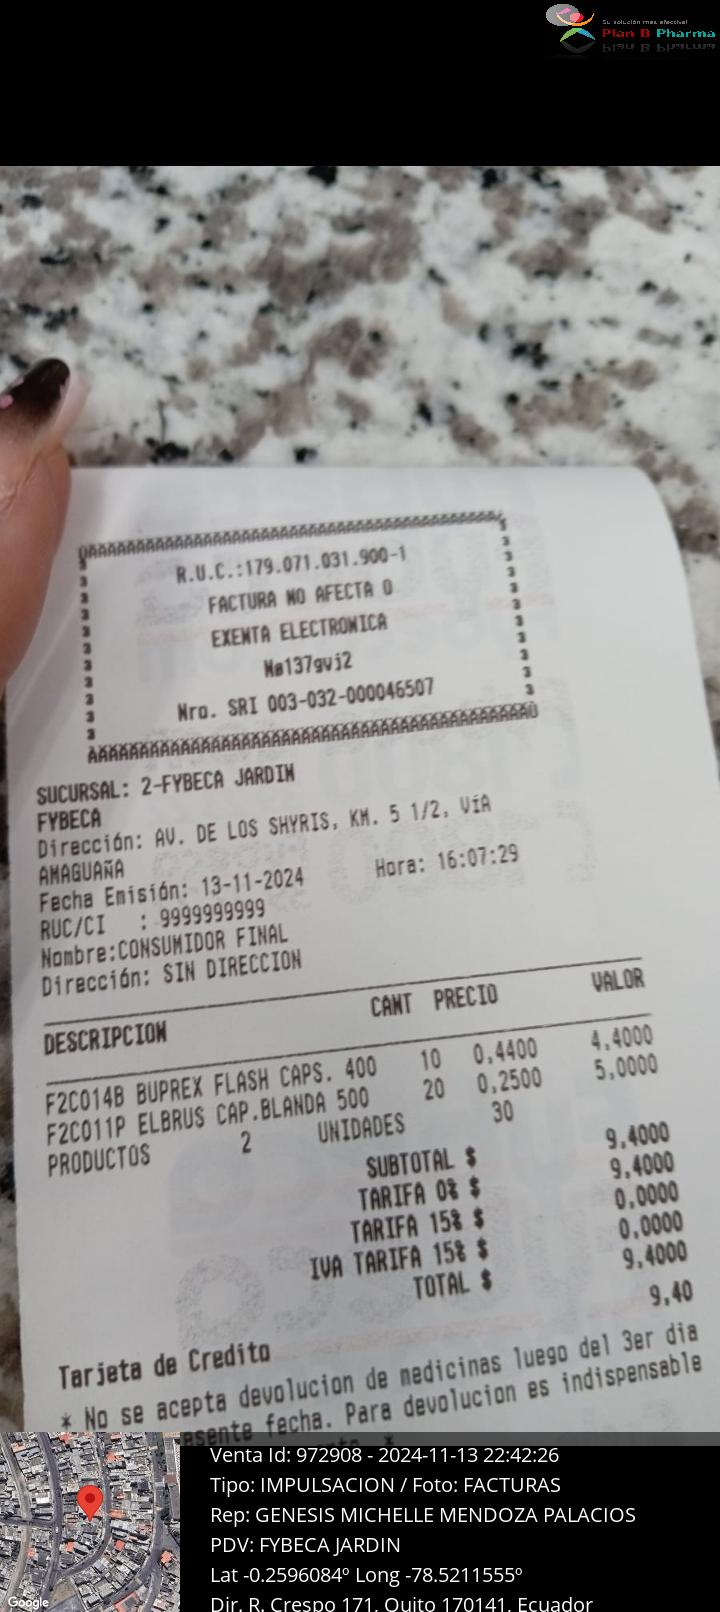 Su solución más efectiva!
Plan B Pharma
R.U.C.:179.071.031.900-1
FACTURA NO AFECTA O
EXENTA ELECTRONICA
Nø137gvj2
Nro. SRI 003-032-000046507
SUCURSAL: 2-FYBECA JARDIN
FYBECA
Dirección: AV. DE LOS SHYRIS, KM. 5 1/2, VíA
AMAGUAñA
Fecha Emisión: 13-11-2024 Hora: 16:07:29
RUC/CI : 9999999999
Nombre:CONSUMIDOR FINAL
Dirección: SIN DIRECCION
DESCRIPCION CANT PRECIO VALOR
F2C014B BUPREX FLASH CAPS. 400 10 0,4400 4,4000
F2C011P ELBRUS CAP.BLANDA 500 20 0,2500 5,0000
PRODUCTOS 2 UNIDADES 30
SUBTOTAL $ 9,4000
TARIFA 0% $ 9,4000
TARIFA 15% $ 0,0000
IVA TARIFA 15% $ 0,0000
TOTAL $ 9,4000
9,40
Tarjeta de Credito
* No se acepta devolucion de medicinas luego del 3er dia
esente fecha. Para devolucion es indispensable
Venta Id: 972908 - 2024-11-13 22:42:26
Tipo: IMPULSACION / Foto: FACTURAS
Rep: GENESIS MICHELLE MENDOZA PALACIOS
PDV: FYBECA JARDIN
Lat -0.2596084º Long -78.5211555º
Dir. R. Crespo 171, Quito 170141, Ecuador
Google